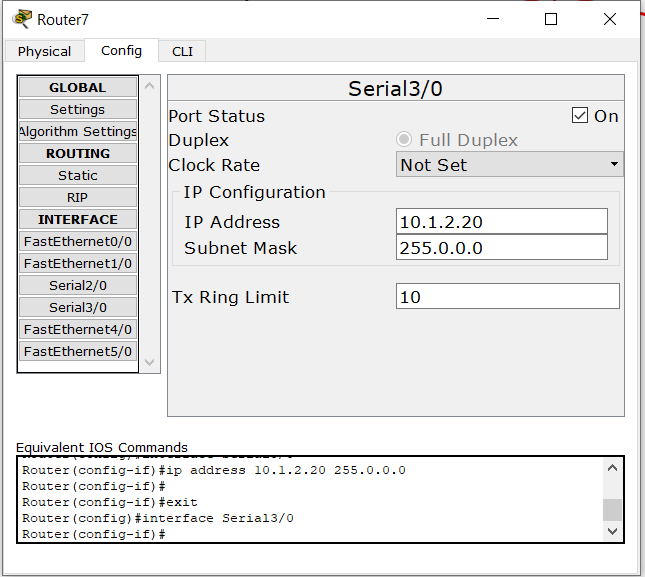 Router7
Physical
Config
CLI
GLOBAL
Settings
Algorithm Settings
ROUTING
Static
RIP
INTERFACE
FastEthernet0/0
FastEthernet1/0
Serial2/0
Serial3/0
FastEthernet4/0
FastEthernet5/0
Serial3/0
Port Status
On
Duplex
Full Duplex
Clock Rate
Not Set
IP Configuration
IP Address
10.1.2.20
Subnet Mask
255.0.0.0
Tx Ring Limit
10
Equivalent IOS Commands
Router(config-if)#ip address 10.1.2.20 255.0.0.0
Router(config-if)#
Router(config-if)#exit
Router(config)#interface Serial3/0
Router(config-if)#